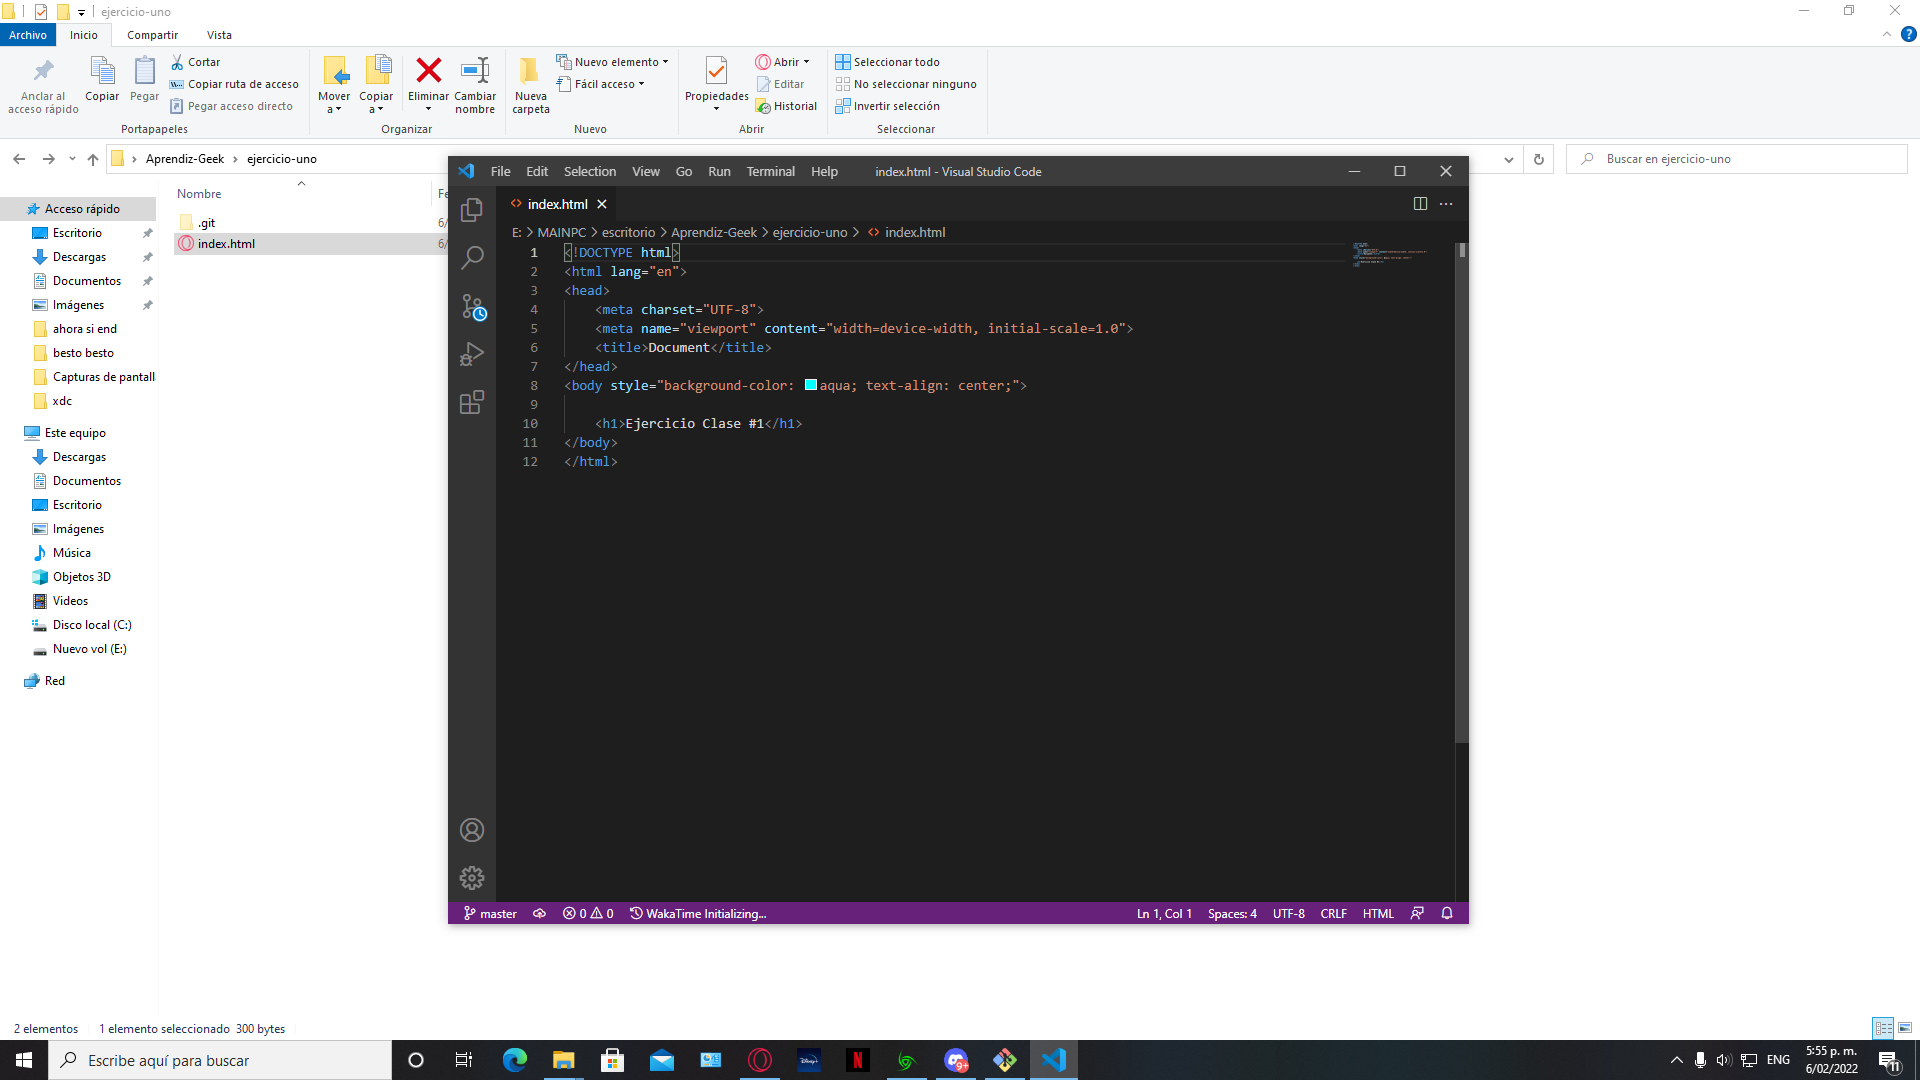 ejercicio-uno
Archivo Inicio Compartir Vista
Anclar al acceso rápido
Copiar
Pegar
Cortar
Copiar ruta de acceso
Pegar acceso directo
Portapapeles
Mover a
Copiar a
Eliminar
Cambiar nombre
Organizar
Nueva carpeta
Nuevo elemento
Fácil acceso
Nuevo
Propiedades
Abrir
Editar
Historial
Abrir
Seleccionar todo
No seleccionar ninguno
Invertir selección
Seleccionar
Aprendiz-Geek ejercicio-uno
Buscar en ejercicio-uno
Nombre
Fe
.git 6/
index.html 6/
Acceso rápido
Escritorio
Descargas
Documentos
Imágenes
ahora si end
besto besto
Capturas de pantall
xdc
Este equipo
Descargas
Documentos
Escritorio
Imágenes
Música
Objetos 3D
Videos
Disco local (C:)
Nuevo vol (E:)
Red
2 elementos 1 elemento seleccionado 300 bytes
File Edit Selection View Go Run Terminal Help index.html - Visual Studio Code
index.html
E: > MAINPC > escritorio > Aprendiz-Geek > ejercicio-uno > index.html
1 <!DOCTYPE html>
2 <html lang="en">
3 <head>
4 <meta charset="UTF-8">
5 <meta name="viewport" content="width=device-width, initial-scale=1.0">
6 <title>Document</title>
7 </head>
8 <body style="background-color: aqua; text-align: center;">
9
10 <h1>Ejercicio Clase #1</h1>
11 </body>
12 </html>
master 0 0 WakaTime Initializing... Ln 1, Col 1 Spaces: 4 UTF-8 CRLF HTML
Escribe aquí para buscar
Disney+
N
9+
ENG
5:55 p. m.
6/02/2022
11